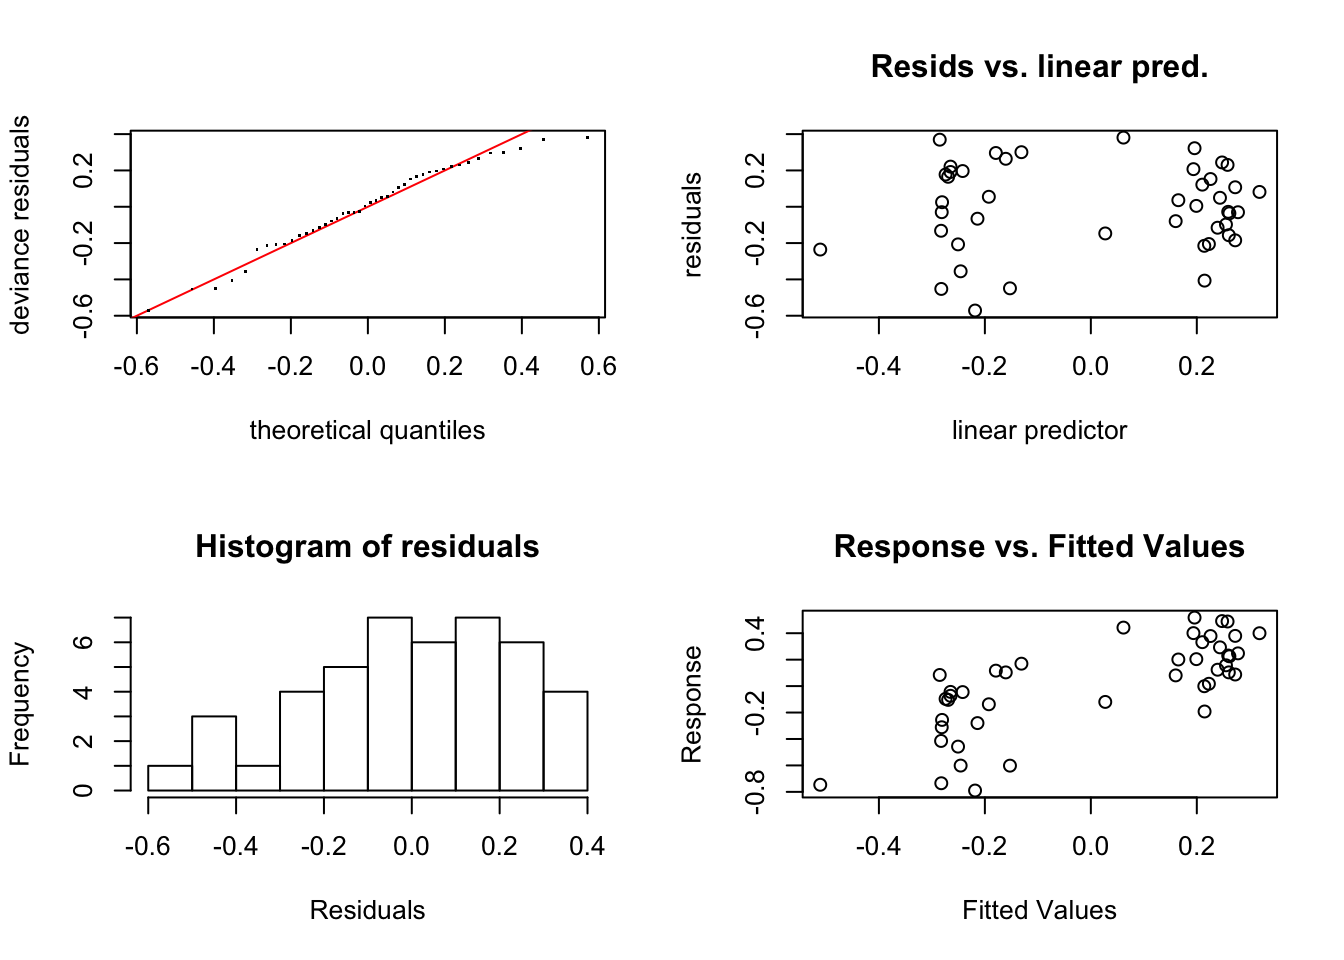 deviance residuals
0.2
-0.2
-0.6
-0.6 -0.4 -0.2 0.0 0.2 0.4 0.6
theoretical quantiles
Resids vs. linear pred.
residuals
0.2
-0.2
-0.6
-0.4 -0.2 0.0 0.2
linear predictor
Histogram of residuals
Frequency
6
4
2
0
-0.6 -0.4 -0.2 0.0 0.2 0.4
Residuals
Response vs. Fitted Values
Response
0.4
-0.2
-0.8
-0.4 -0.2 0.0 0.2
Fitted Values